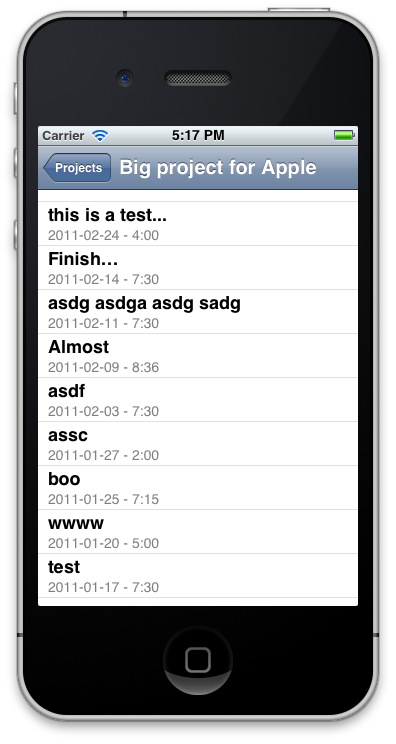 Carrier 5:17 PM
Projects Big project for Apple
this is a test...
2011-02-24 - 4:00
Finish...
2011-02-14 - 7:30
asdg asdga asdg sadg
2011-02-11 - 7:30
Almost
2011-02-09 - 8:36
asdf
2011-02-03 - 7:30
assc
2011-01-27 - 2:00
boo
2011-01-25 - 7:15
wwww
2011-01-20 - 5:00
test
2011-01-17 - 7:30